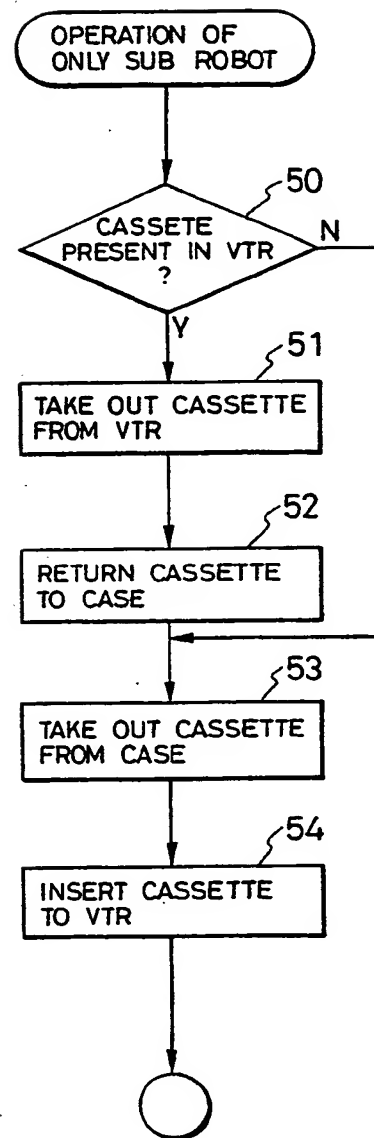 OPERATION OF
ONLY SUB ROBOT
50
CASSETE
PRESENT IN VTR
?
N
Y
51
TAKE OUT CASSETTE
FROM VTR
52
RETURN CASSETTE
TO CASE
53
TAKE OUT CASSETTE
FROM CASE
54
INSERT CASSETTE
TO VTR